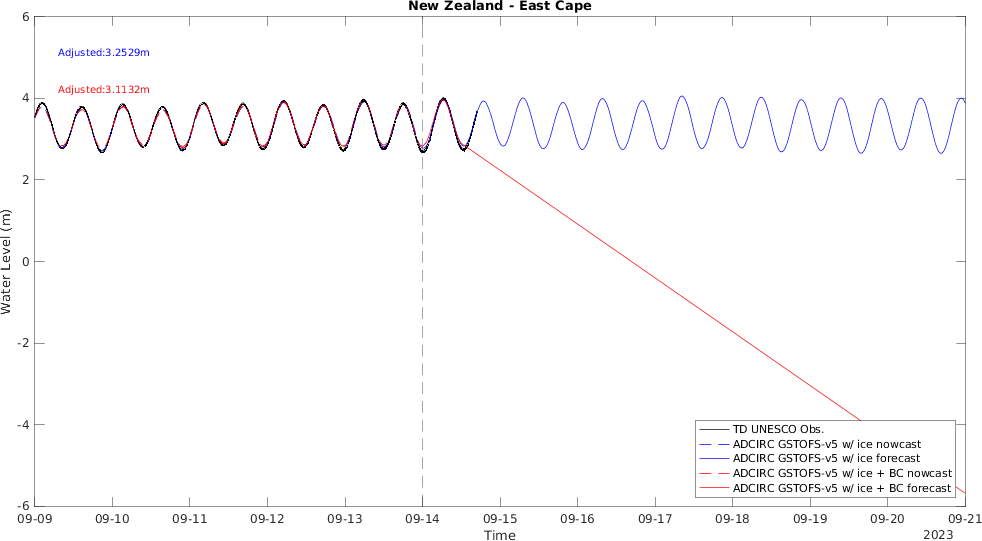 New Zealand - East Cape
Adjusted:3.2529m
Adjusted:3.1132m
6
4
2
0
-2
-4
-6
Water Level (m)
TD UNESCO Obs.
ADCIRC GSTOFS-v5 w/ ice nowcast
ADCIRC GSTOFS-v5 w/ ice forecast
ADCIRC GSTOFS-v5 w/ ice + BC nowcast
ADCIRC GSTOFS-v5 w/ ice + BC forecast
09-09 09-10 09-11 09-12 09-13 09-14 09-15 09-16 09-17 09-18 09-19 09-20 09-21
Time
2023